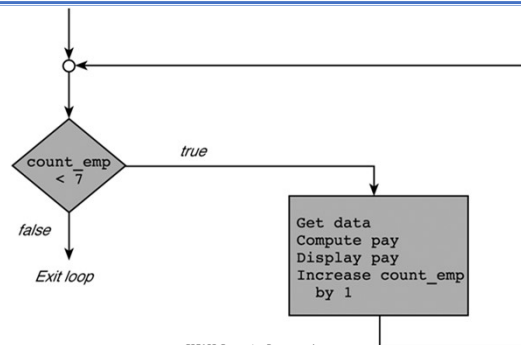 count_emp
< 7
true
false
Exit loop
Get data
Compute pay
Display pay
Increase count_emp
by 1